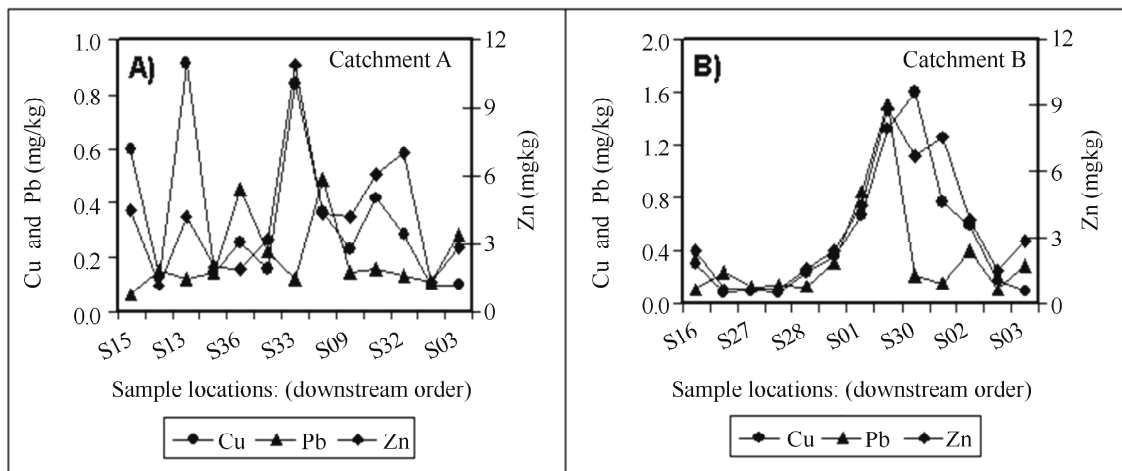 A)
Catchment A
1.0
0.8
0.6
0.4
0.2
0.0
Cu and Pb (mg/kg)
12
9
6
3
0
Zn (mg/kg)
S15
S13
S36
S33
S09
S32
S03
Sample locations: (downstream order)
Cu Pb Zn
B)
Catchment B
2.0
1.6
1.2
0.8
0.4
0.0
Cu and Pb (mg/kg)
12
9
6
3
0
Zn (mgkg)
S16
S27
S28
S01
S30
S02
S03
Sample locations: (downstream order)
Cu Pb Zn